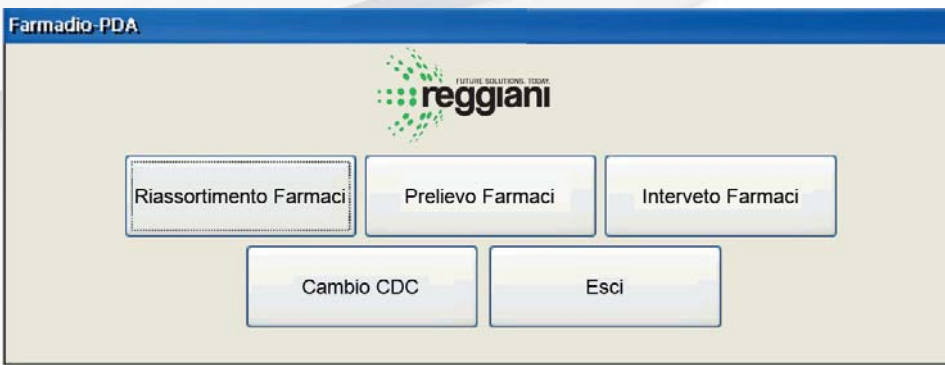 Farmadio-PDA
FUTURE SOLUTIONS. TODAY.
reggiani
Riassortimento Farmaci
Prelievo Farmaci
Interveto Farmaci
Cambio CDC
Esci